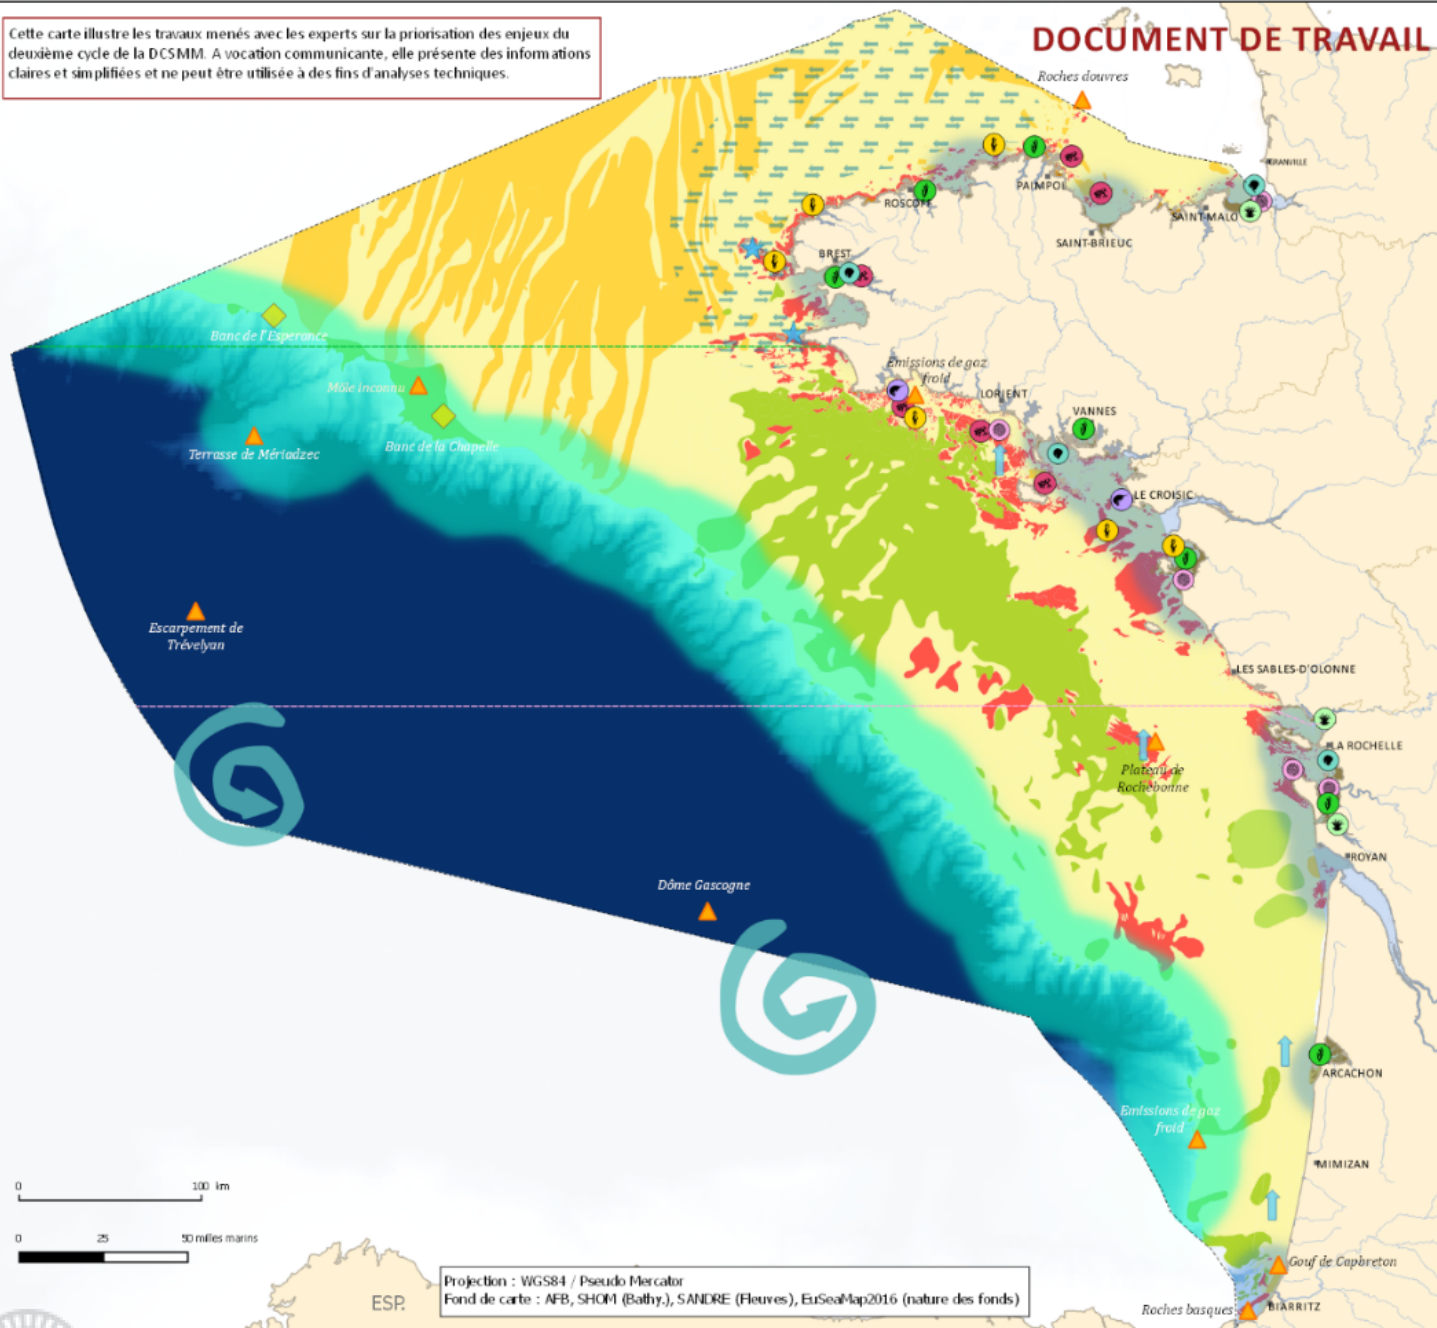 Cette carte illustre les travaux menés avec les experts sur la priorisation des enjeux du
deuxième cycle de la DCSMM. A vocation communicante, elle présente des informations
claires et simplifiées et ne peut être utilisée à des fins d'analyses techniques.
DOCUMENT DE TRAVAIL
Roches douvres
GRANVILLE
PAIMPOL
ROSCOFF
SAINT-MALO
SAINT-BRIEUC
BREST
Banc de l'Esperance
Môle inconnu
Emissions de gaz
froid
LORIENT
VANNES
Banc de la Chapelle
Terrasse de Mériadzec
LE CROISIC
Escarpement de
Trévelyan
LES SABLES-D'OLONNE
LA ROCHELLE
Plateau de
Rochebonne
ROYAN
Dôme Gascogne
ARCACHON
Emissions de gaz
froid
MIMIZAN
0 100 km
0 25 50 milles marins
Gouf de Capbreton
Projection : WGS84 / Pseudo Mercator
Fond de carte : AFB, SHOM (Bathy.), SANDRE (Fleuves), EuSeaMap2016 (nature des fonds)
ESP.
Roches basques
BIARRITZ